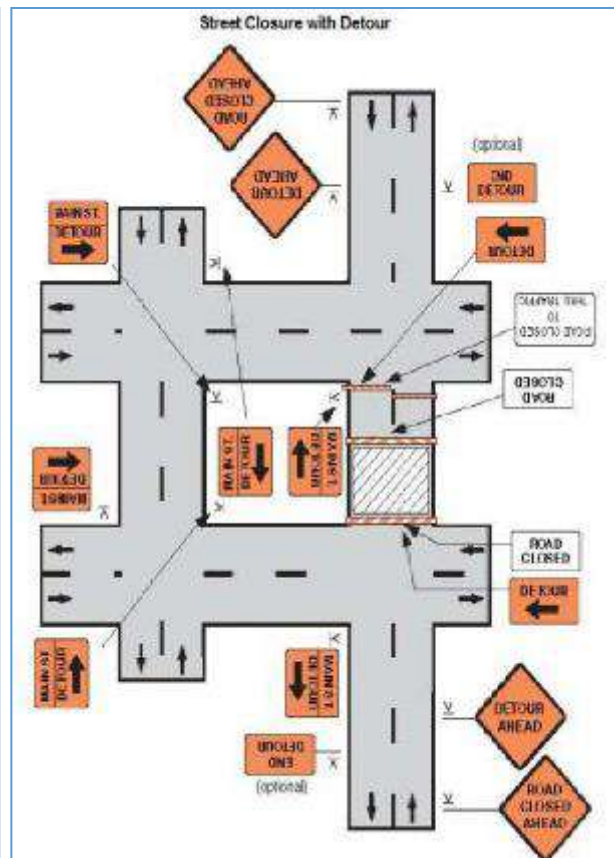 Street Closure with Detour
ROAD
CLOSED
AHEAD
DETOUR
AHEAD
(optional)
END
DETOUR
MAIN ST.
DETOUR
DETOUR
ROAD CLOSED
TO
THRU TRAFFIC
ROAD
CLOSED
MAIN ST.
DETOUR
MAIN ST.
DETOUR
MAIN ST.
DETOUR
ROAD
CLOSED
DETOUR
MAIN ST.
DETOUR
MAIN ST.
DETOUR
DETOUR
AHEAD
END
DETOUR
(optional)
ROAD
CLOSED
AHEAD